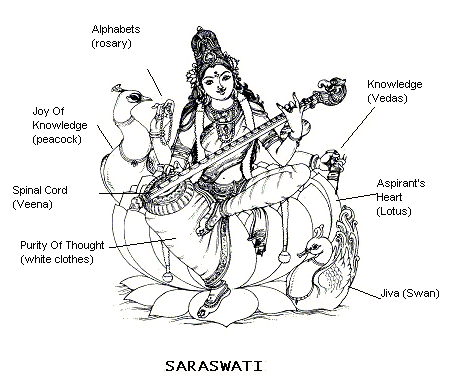 Alphabets
(rosary)
Knowledge
(Vedas)
Joy Of
Knowledge
(peacock)
Spinal Cord
(Veena)
Aspirant's
Heart
(Lotus)
Purity Of Thought
(white clothes)
Jiva (Swan)
SARASWATI